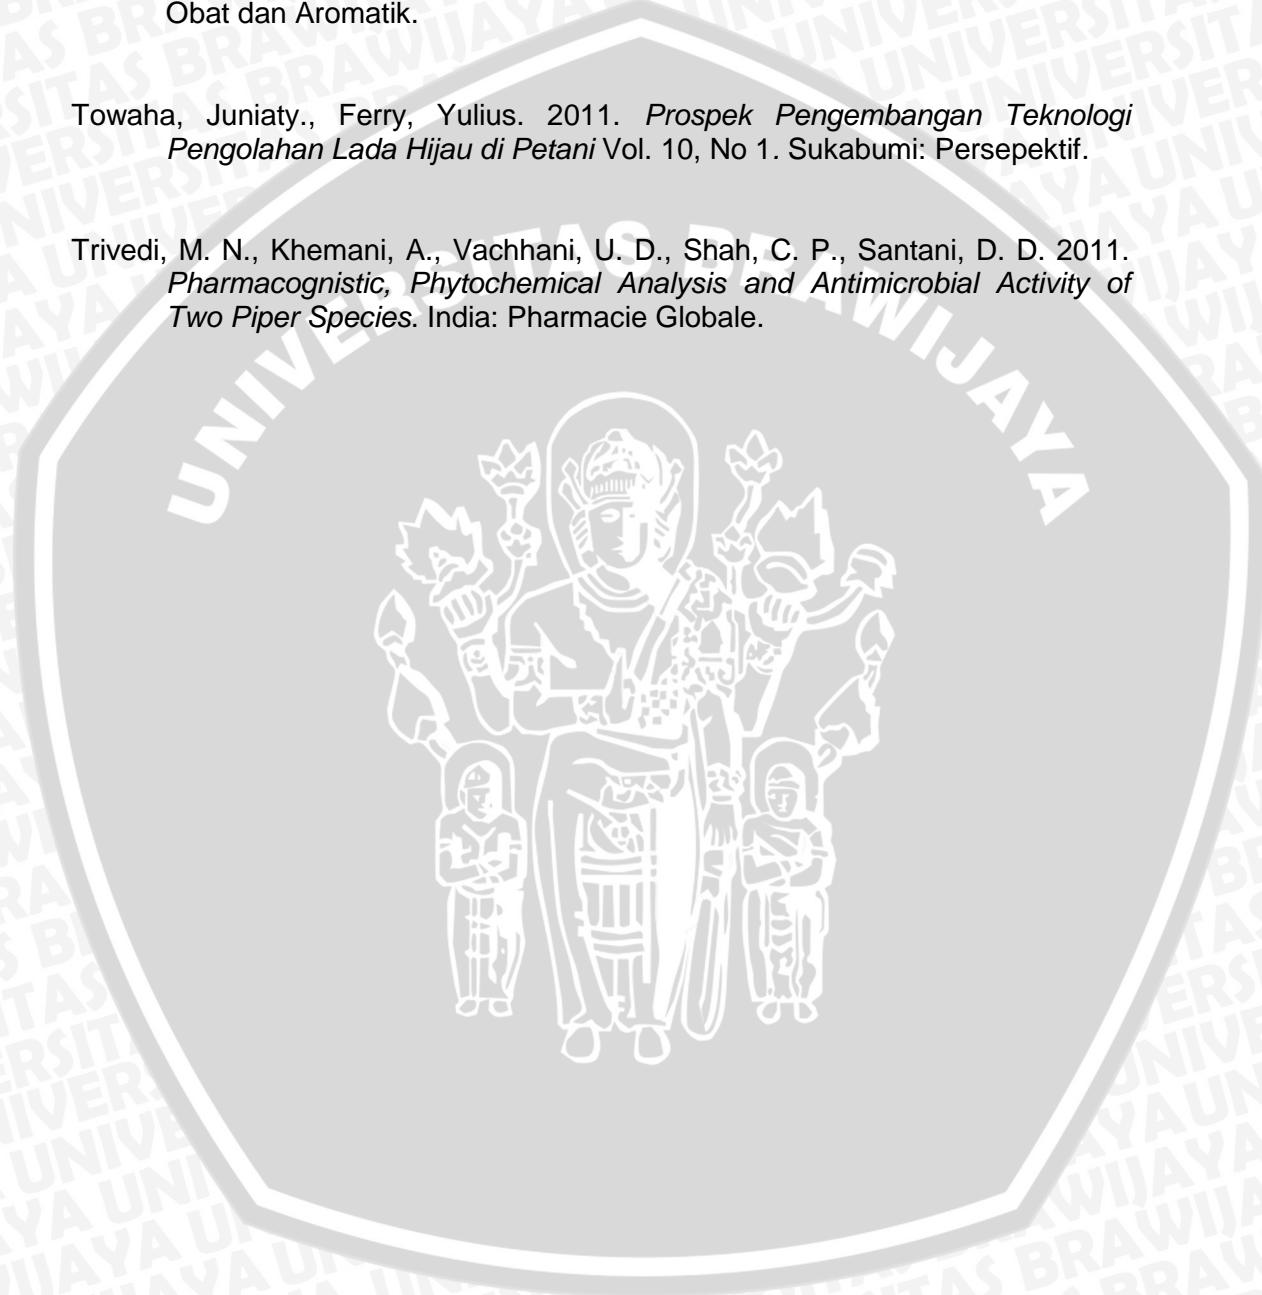 Obat dan Aromatik.
Towaha, Juniaty., Ferry, Yulius. 2011. Prospek Pengembangan Teknologi
Pengolahan Lada Hijau di Petani Vol. 10, No 1. Sukabumi: Persepektif.
Trivedi, M. N., Khemani, A., Vachhani, U. D., Shah, C. P., Santani, D. D. 2011.
Pharmacognistic, Phytochemical Analysis and Antimicrobial Activity of
Two Piper Species. India: Pharmacie Globale.
UNIVERSITAS BRAWIJAYA